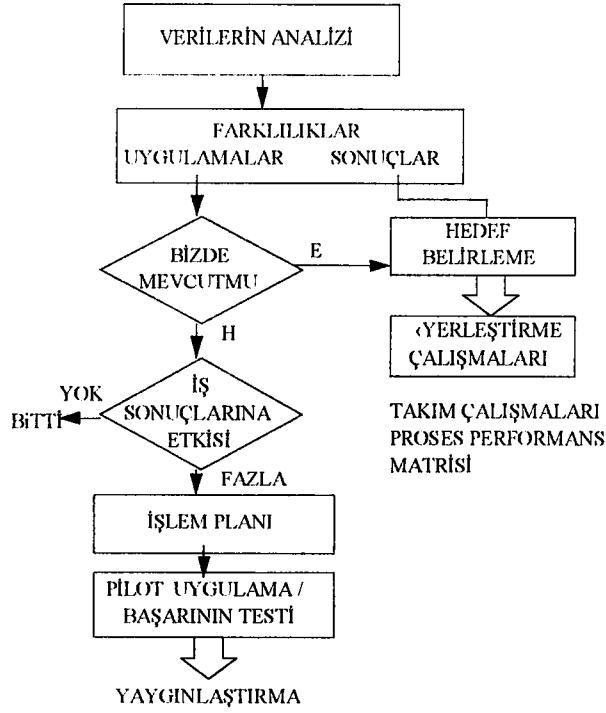 VERİLERİN ANALİZİ
FARKLILIKLAR
UYGULAMALAR SONUÇLAR
BİZDE
MEVCUTMU
E
HEDEF
BELİRLEME
H
YERLEŞTİRME
ÇALIŞMALARI
İŞ
SONUÇLARINA
ETKİSİ
YOK
BİTTİ
TAKIM ÇALIŞMALARI
PROSES PERFORMANS
MATRİSİ
FAZLA
İŞLEM PLANI
PİLOT UYGULAMA /
BAŞARININ TESTİ
YAYGINLAŞTIRMA